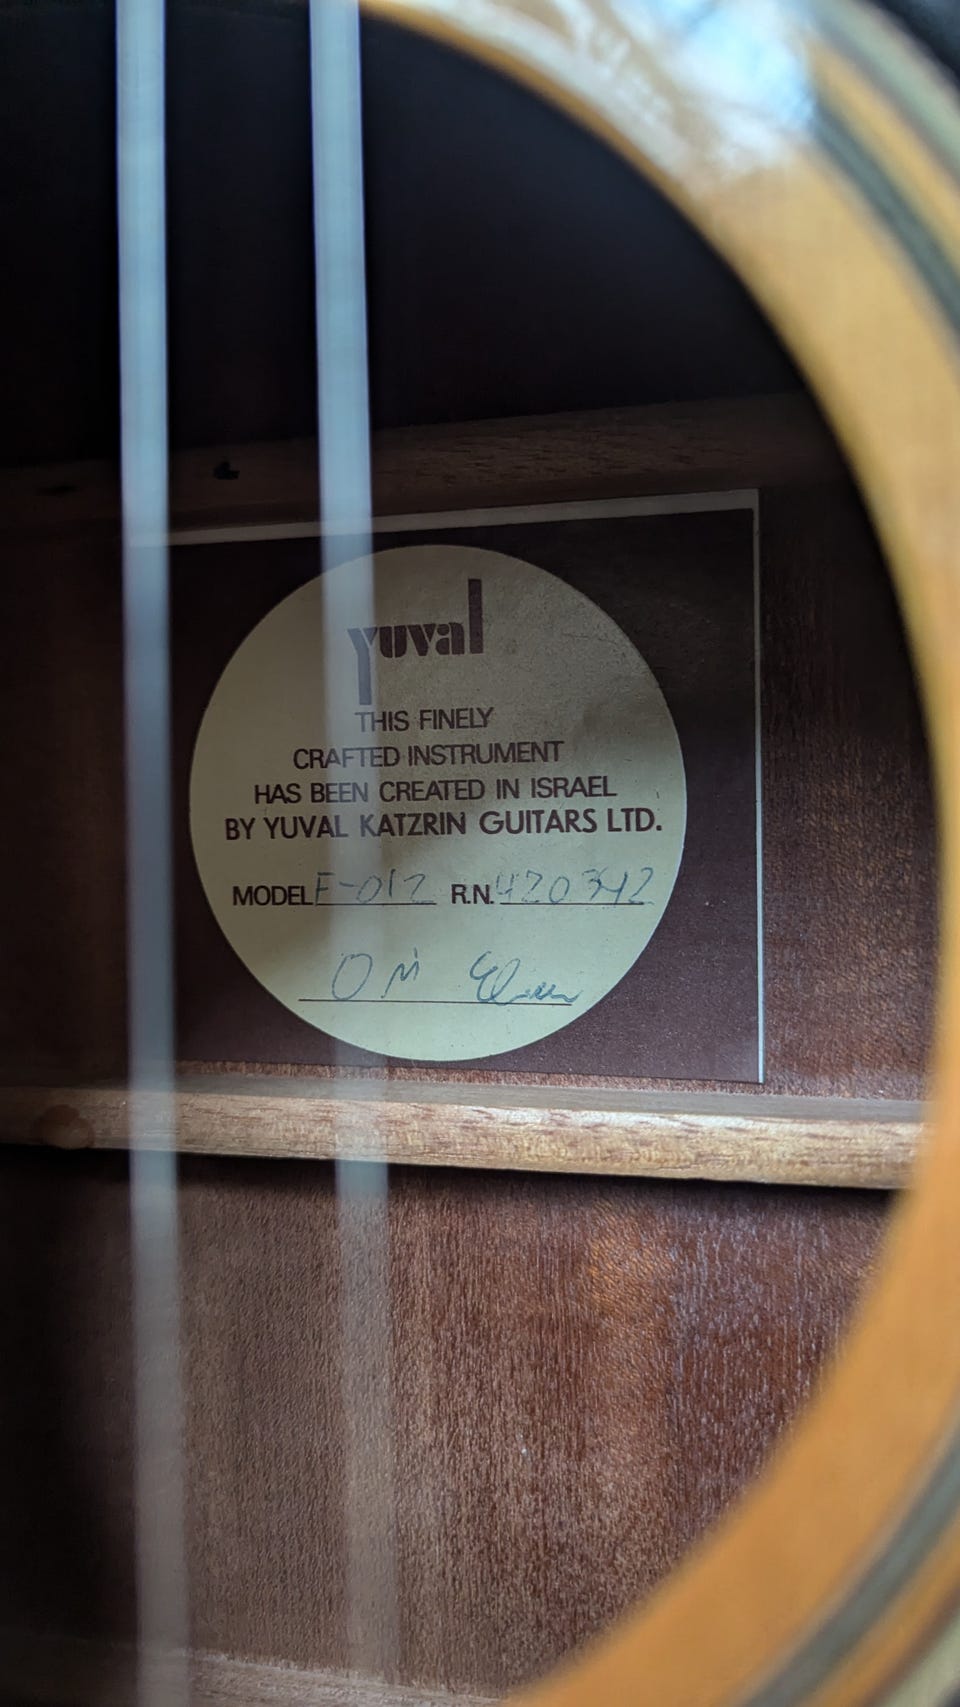 yuval
THIS FINELY
CRAFTED INSTRUMENT
HAS BEEN CREATED IN ISRAEL
BY YUVAL KATZRIN GUITARS LTD.
MODEL F-012 R.N. 420342